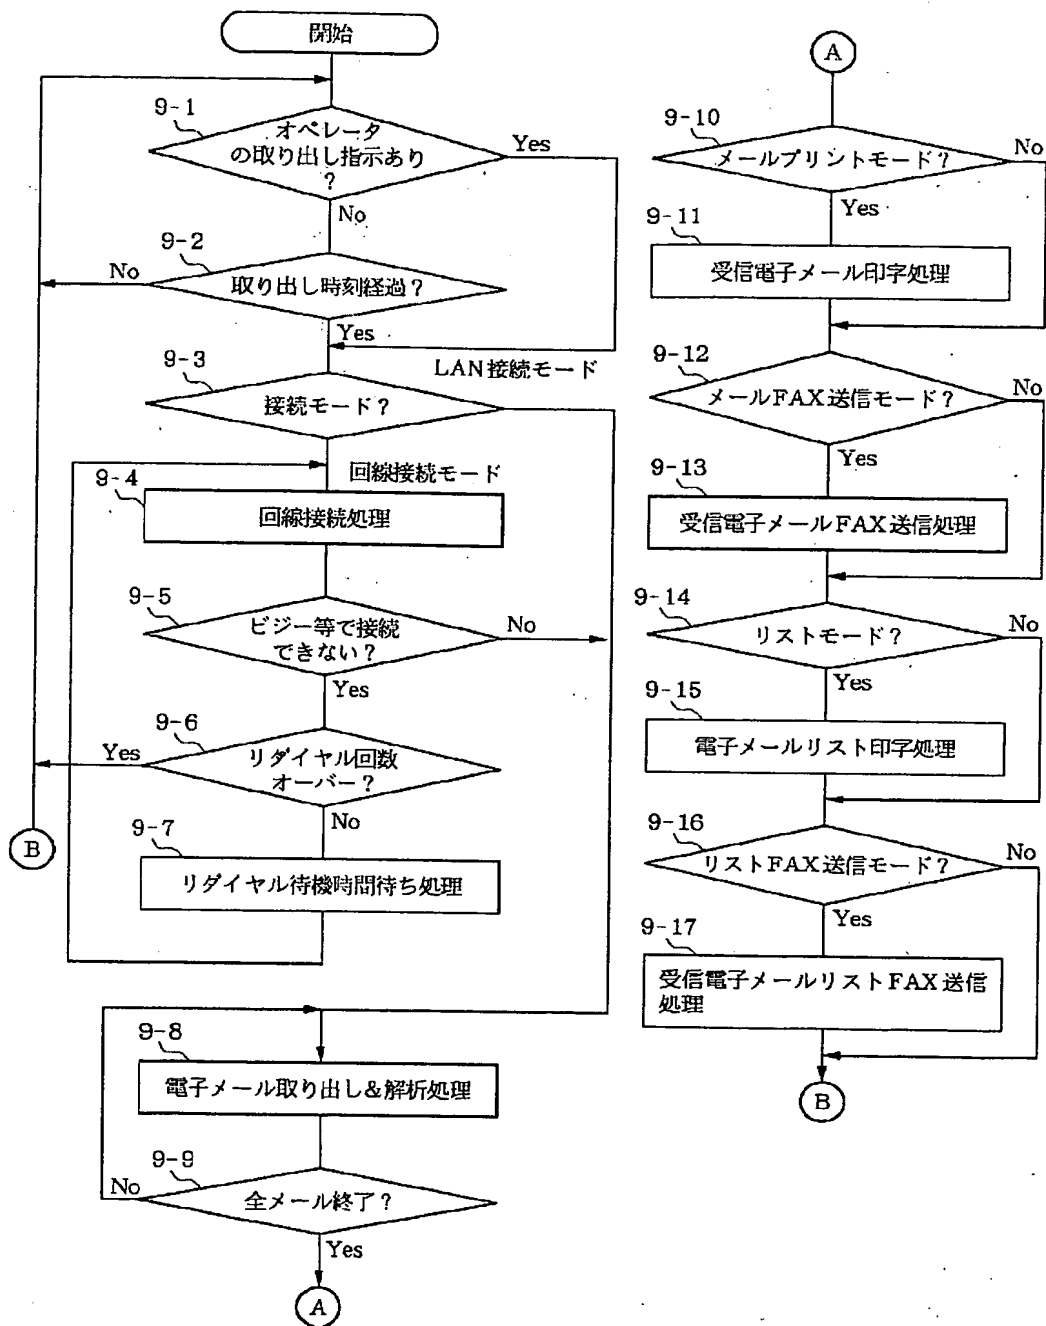 開始
9-1
オペレータ
の取り出し指示あり
?
Yes
No
9-2
No
取り出し時刻経過?
Yes
LAN接続モード
9-3
接続モード?
回線接続モード
9-4
回線接続処理
9-5
ビジー等で接続
できない?
No
Yes
9-6
Yes
リダイヤル回数
オーバー?
No
B
9-7
リダイヤル待機時間待ち処理
9-8
電子メール取り出し&解析処理
9-9
No
全メール終了?
Yes
A
A
9-10
メールプリントモード?
No
Yes
9-11
受信電子メール印字処理
9-12
メールFAX送信モード?
No
Yes
9-13
受信電子メールFAX送信処理
9-14
リストモード?
No
Yes
9-15
電子メールリスト印字処理
9-16
リストFAX送信モード?
No
Yes
9-17
受信電子メールリストFAX送信
処理
B